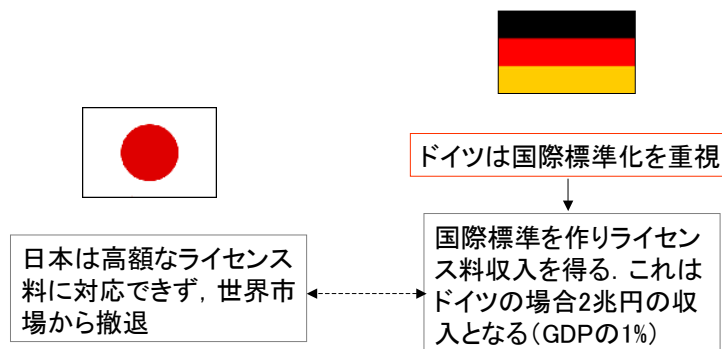 ドイツは国際標準化を重視
日本は高額なライセンス
料に対応できず, 世界市
場から撤退
国際標準を作りライセン
ス料収入を得る. これは
ドイツの場合2兆円の収
入となる(GDPの1%)